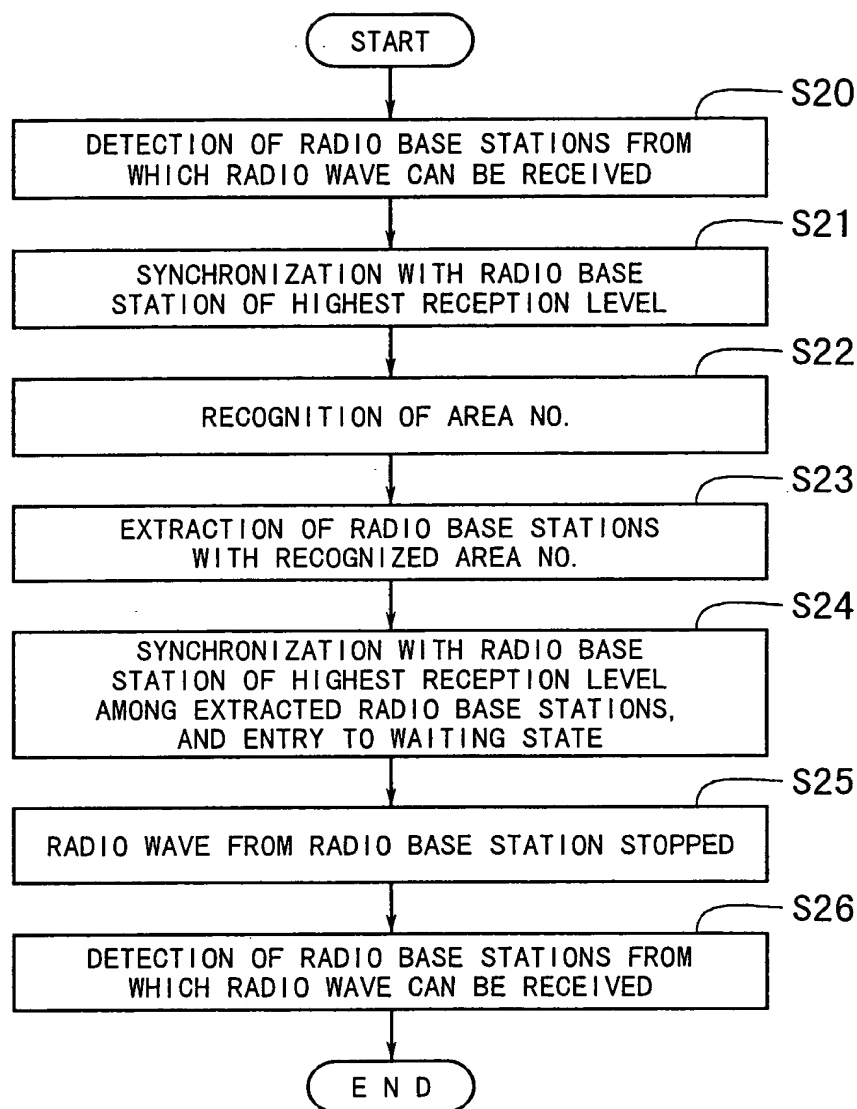 START
S20
DETECTION OF RADIO BASE STATIONS FROM
WHICH RADIO WAVE CAN BE RECEIVED
S21
SYNCHRONIZATION WITH RADIO BASE
STATION OF HIGHEST RECEPTION LEVEL
S22
RECOGNITION OF AREA NO.
S23
EXTRACTION OF RADIO BASE STATIONS
WITH RECOGNIZED AREA NO.
S24
SYNCHRONIZATION WITH RADIO BASE
STATION OF HIGHEST RECEPTION LEVEL
AMONG EXTRACTED RADIO BASE STATIONS,
AND ENTRY TO WAITING STATE
S25
RADIO WAVE FROM RADIO BASE STATION STOPPED
S26
DETECTION OF RADIO BASE STATIONS FROM
WHICH RADIO WAVE CAN BE RECEIVED
E N D